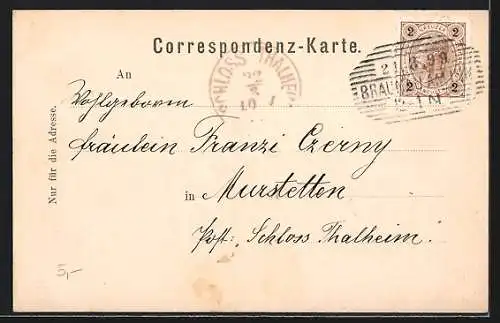 Correspondenz-Karte.
SCHLOSS THALHEIM
2 2
An
Wohlgeboren
Fräulein Franzi Czerny
in Murstetten
Post: Schloss Thalheim.
Nur für die Adresse.
5,-